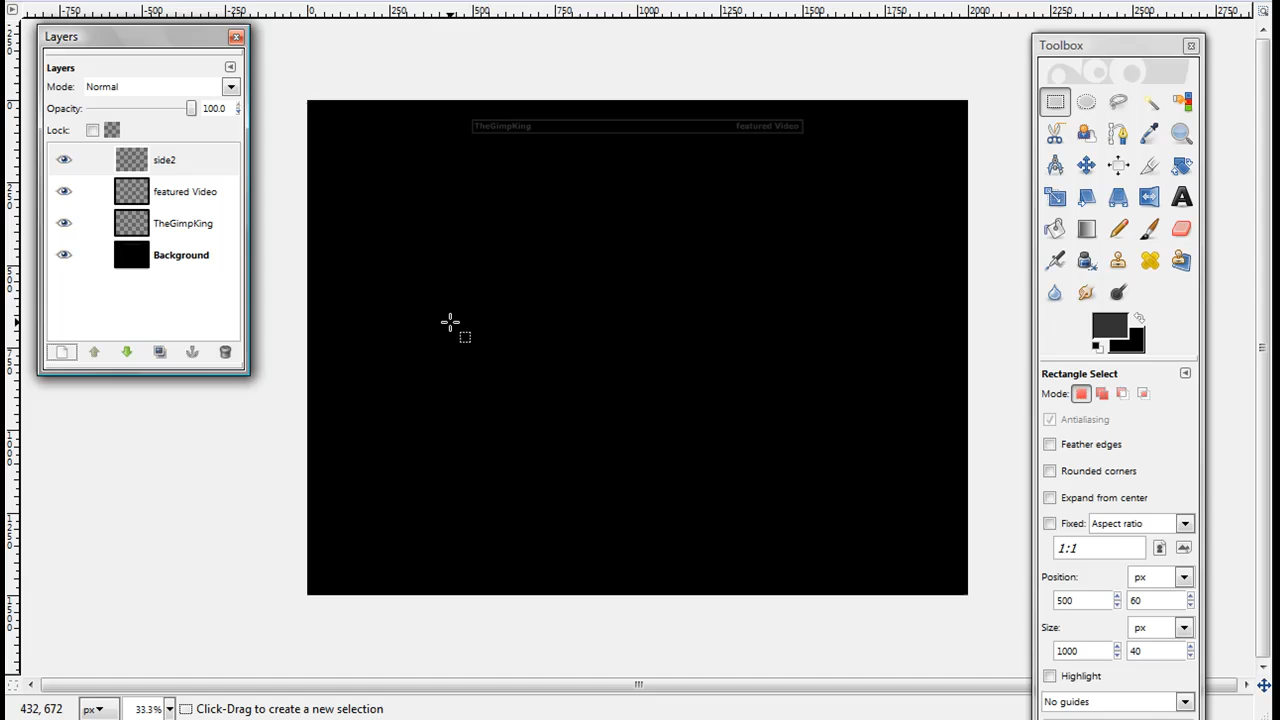 -750
-500
-250
0
250
500
750
1000
1250
1500
1750
2000
2250
2500
2750
Layers
Layers
Mode: Normal
Opacity: 100.0
Lock:
side2
featured Video
TheGimpKing
Background
TheGimpKing featured Video
Toolbox
Rectangle Select
Mode:
Antialiasing
Feather edges
Rounded corners
Expand from center
Fixed: Aspect ratio
1:1
Position: px
500 60
Size: px
1000 40
Highlight
No guides
432, 672 px 33.3% Click-Drag to create a new selection